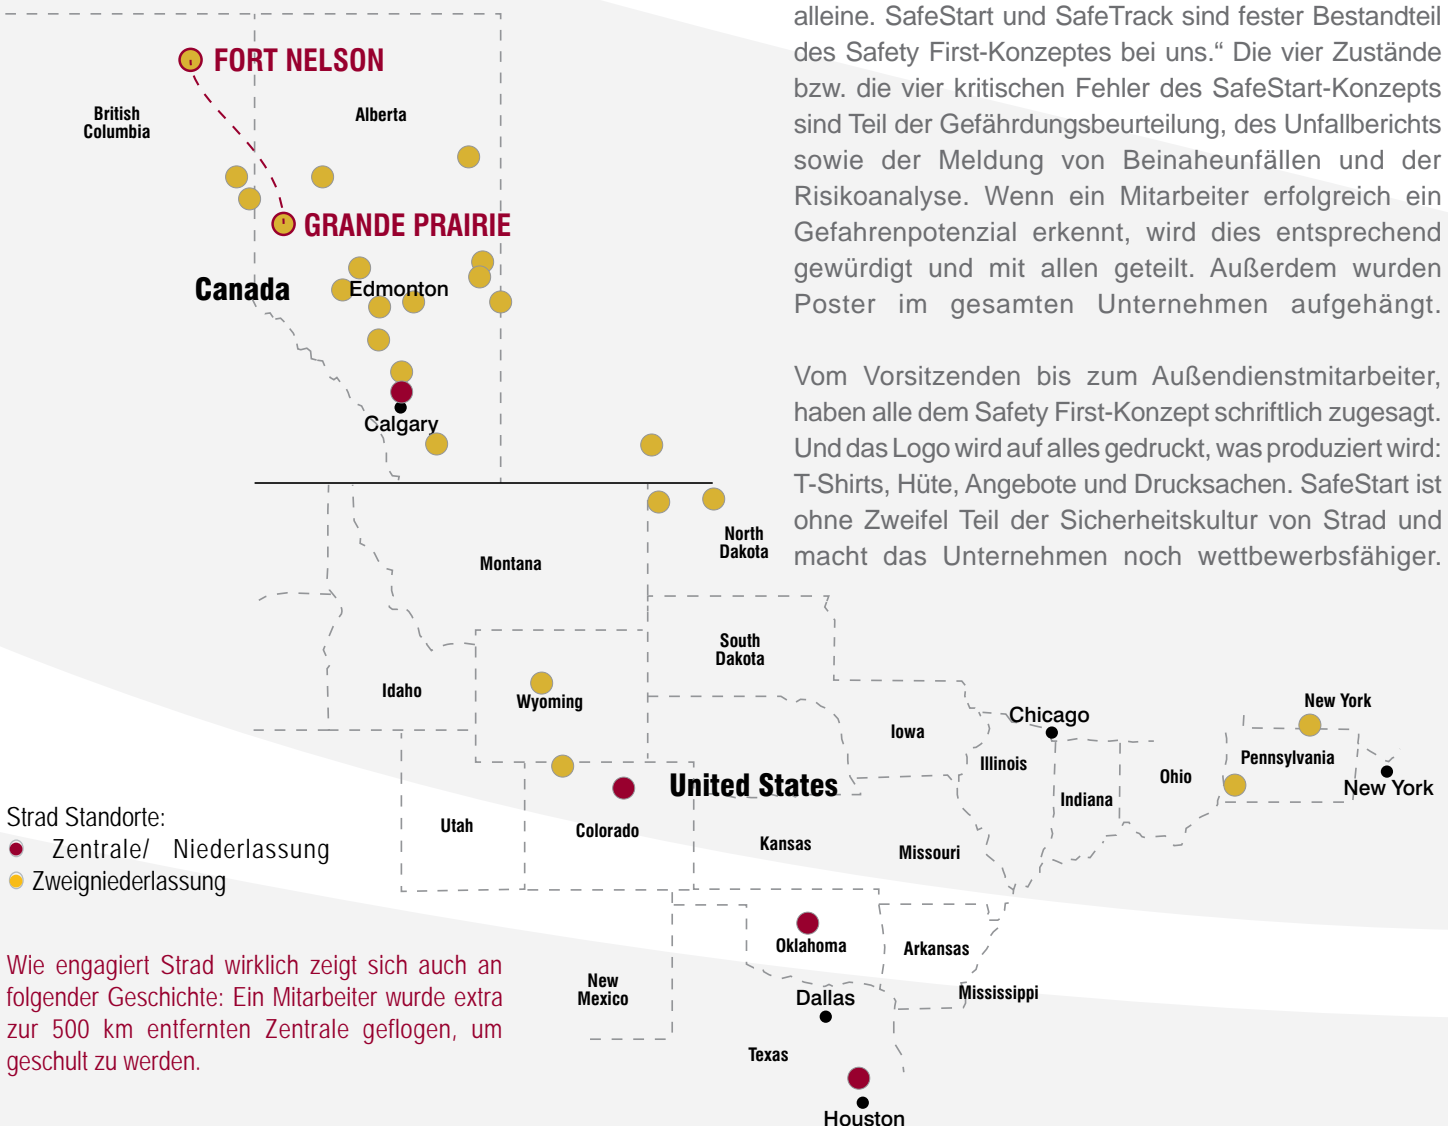 alleine. SafeStart und SafeTrack sind fester Bestandteil
des Safety First-Konzeptes bei uns.“ Die vier Zustände
bzw. die vier kritischen Fehler des SafeStart-Konzepts
sind Teil der Gefährdungsbeurteilung, des Unfallberichts
sowie der Meldung von Beinaheunfällen und der
Risikoanalyse. Wenn ein Mitarbeiter erfolgreich ein
Gefahrenpotenzial erkennt, wird dies entsprechend
gewürdigt und mit allen geteilt. Außerdem wurden
Poster im gesamten Unternehmen aufgehängt.
Vom Vorsitzenden bis zum Außendienstmitarbeiter,
haben alle dem Safety First-Konzept schriftlich zugesagt.
Und das Logo wird auf alles gedruckt, was produziert wird:
T-Shirts, Hüte, Angebote und Drucksachen. SafeStart ist
ohne Zweifel Teil der Sicherheitskultur von Strad und
macht das Unternehmen noch wettbewerbsfähiger.
FORT NELSON
British
Columbia
Alberta
GRANDE PRAIRIE
Canada
Edmonton
Calgary
North
Dakota
Montana
South
Dakota
Idaho
Wyoming
Iowa
Chicago
New York
Illinois
Pennsylvania
Ohio
Indiana
New York
United States
Utah
Colorado
Kansas
Missouri
Oklahoma
Arkansas
New
Mexico
Mississippi
Dallas
Texas
Houston
Strad Standorte:
Zentrale/ Niederlassung
Zweigniederlassung
Wie engagiert Strad wirklich zeigt sich auch an
folgender Geschichte: Ein Mitarbeiter wurde extra
zur 500 km entfernten Zentrale geflogen, um
geschult zu werden.